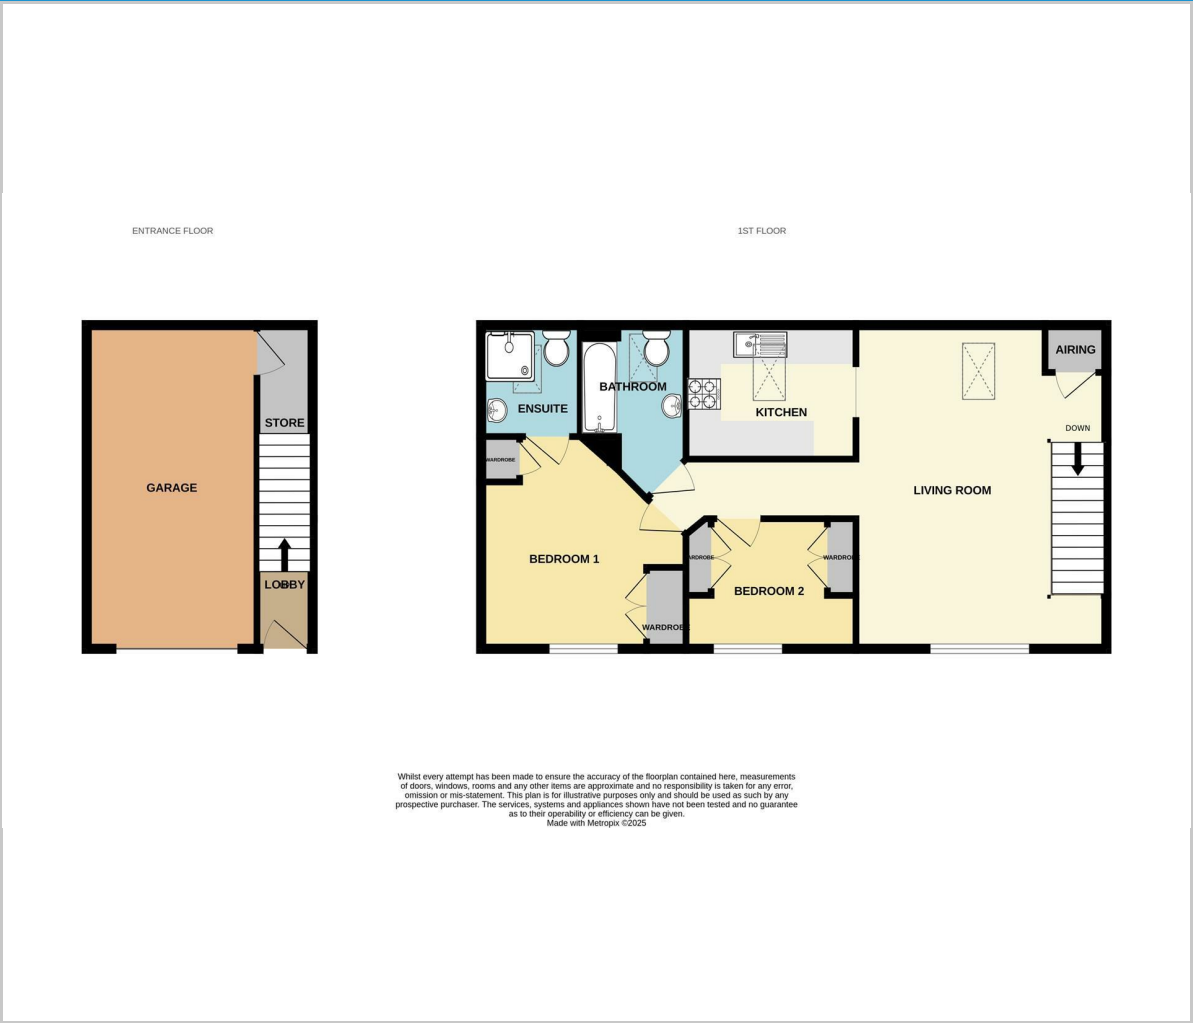 ENTRANCE FLOOR
1ST FLOOR
STORE
GARAGE
LOBBY
ENSUITE
BATHROOM
KITCHEN
AIRING
DOWN
LIVING ROOM
WARDROBE
BEDROOM 1
WARDROBE
BEDROOM 2
WARDROBE
WARDROBE
Whilst every attempt has been made to ensure the accuracy of the floorplan contained here, measurements
of doors, windows, rooms and any other items are approximate and no responsibility is taken for any error,
omission or mis-statement. This plan is for illustrative purposes only and should be used as such by any
prospective purchaser. The services, systems and appliances shown have not been tested and no guarantee
as to their operability or efficiency can be given.
Made with Metropix ©2025